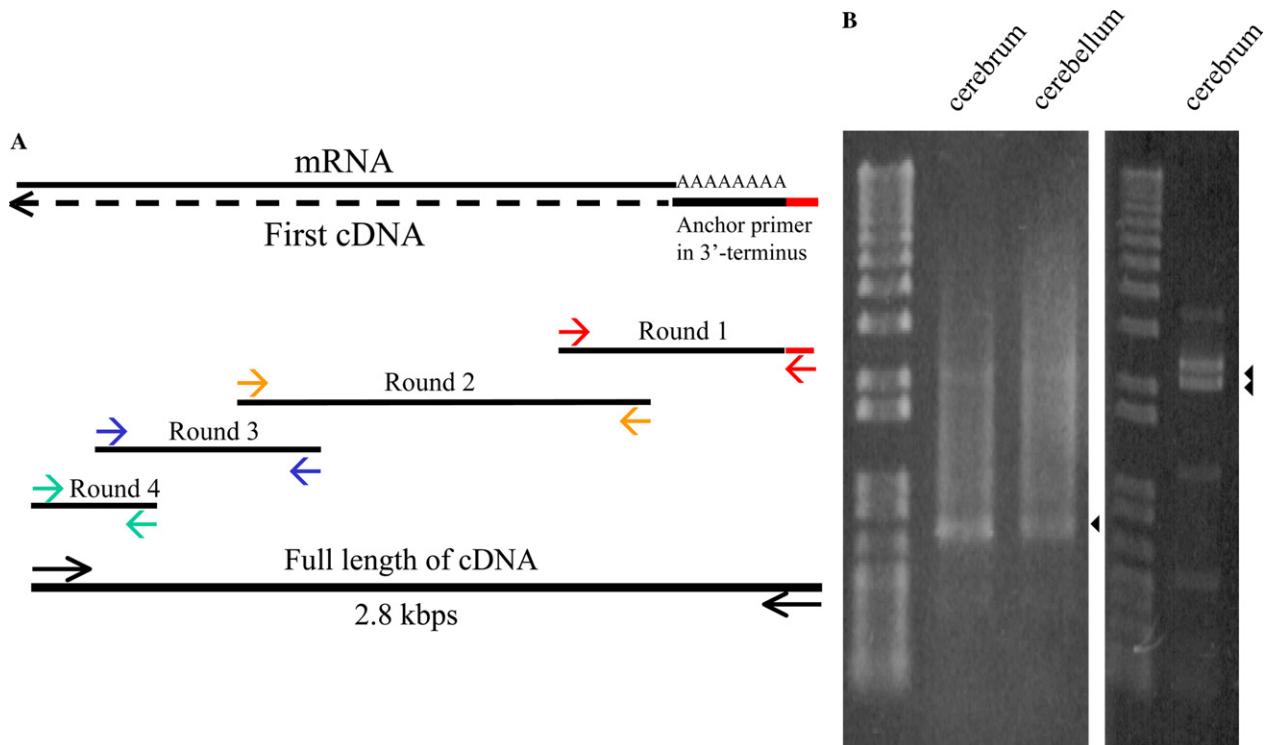 A
mRNA
AAAAAAAA
First cDNA
Anchor primer
in 3’-terminus
Round 1
Round 2
Round 3
Round 4
Full length of cDNA
2.8 kbps
B
cerebrum
cerebellum
cerebrum